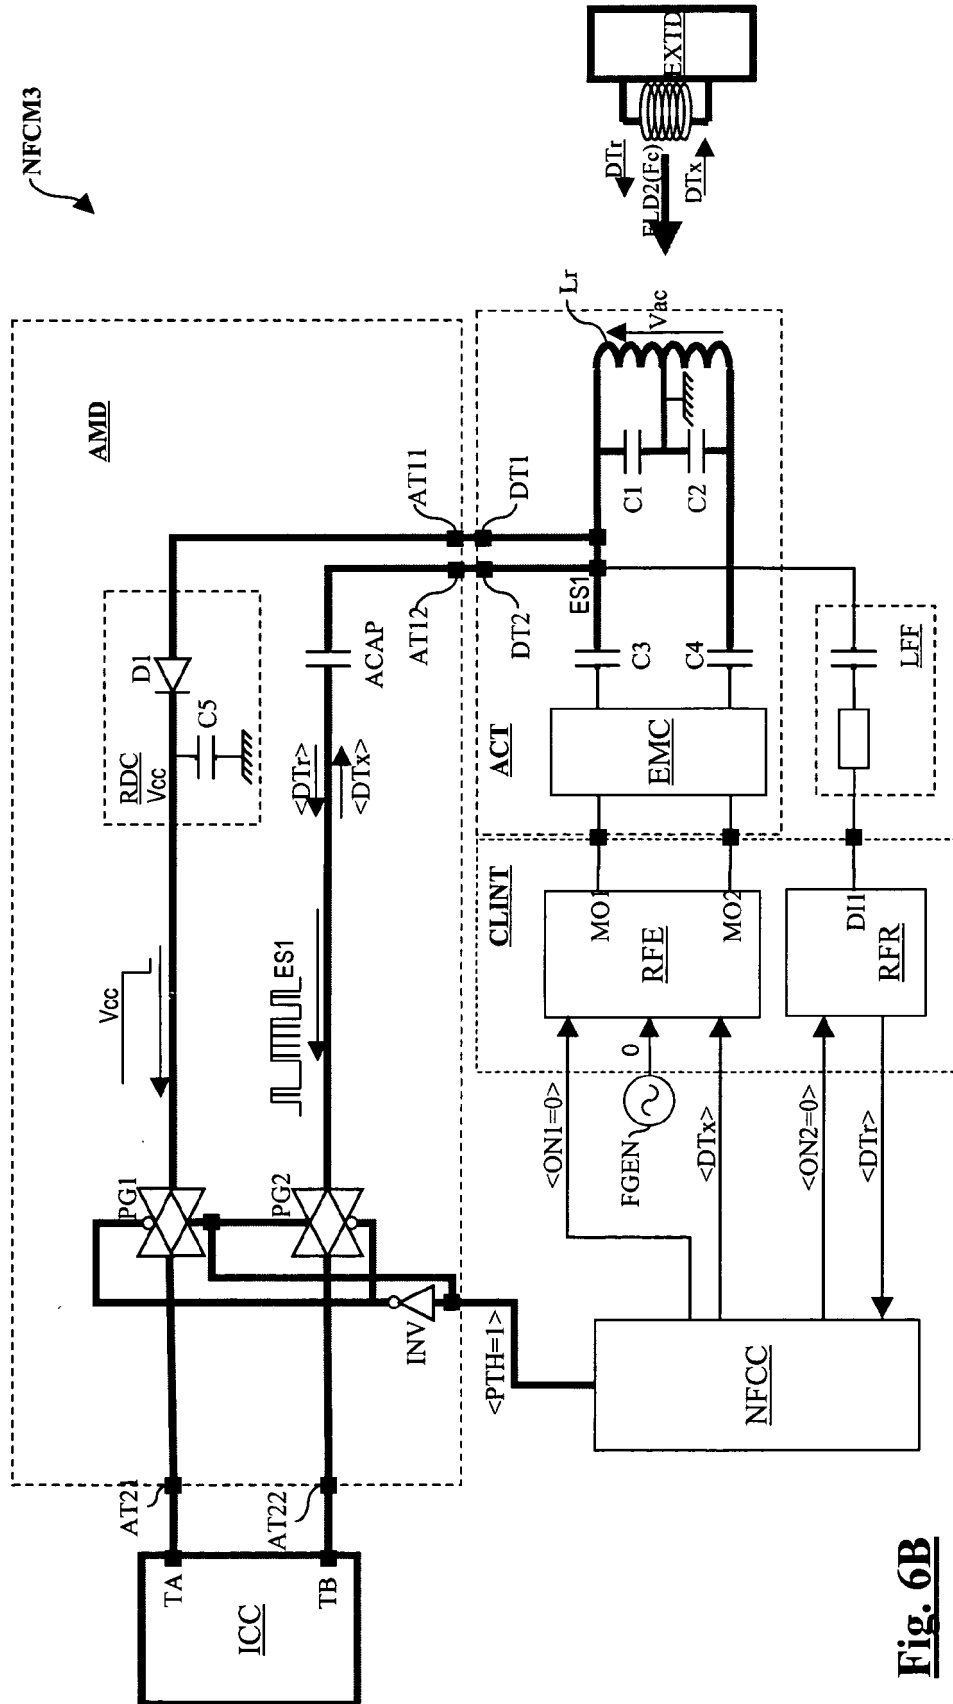 NFCM3
AMD
RDC
D1
Vcc
C5
Vcc
PG1
ES1
PG2
<DTr>
<DTx>
ACAP
AT11
AT12
DT1
DT2
INV
<PTH=1>
AT21
AT22
TA
TB
ICC
ACT
ES1
C3
C4
C1
C2
Lr
Vac
EMC
LFF
CLINT
MO1
MO2
RFE
DI1
RFR
<ON1=0>
0
FGEN
<DTx>
<ON2=0>
<DTr>
NFCC
DTr
FLD2(Fc)
DTx
EXTD
Fig. 6B